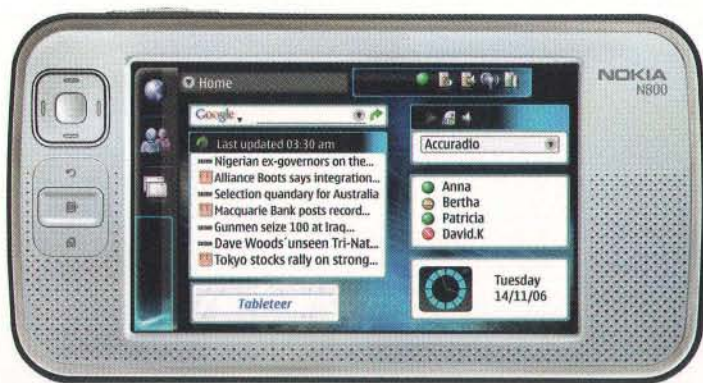 Home
NOKIA
N800
Google
Last updated 03:30 am
Nigerian ex-governors on the...
Alliance Boots says integration...
Selection quandary for Australia
Macquarie Bank posts record...
Gunmen seize 100 at Iraq...
Dave Woods' unseen Tri-Nat...
Tokyo stocks rally on strong...
Tableteer
Accuradio
Anna
Bertha
Patricia
David.K
Tuesday
14/11/06